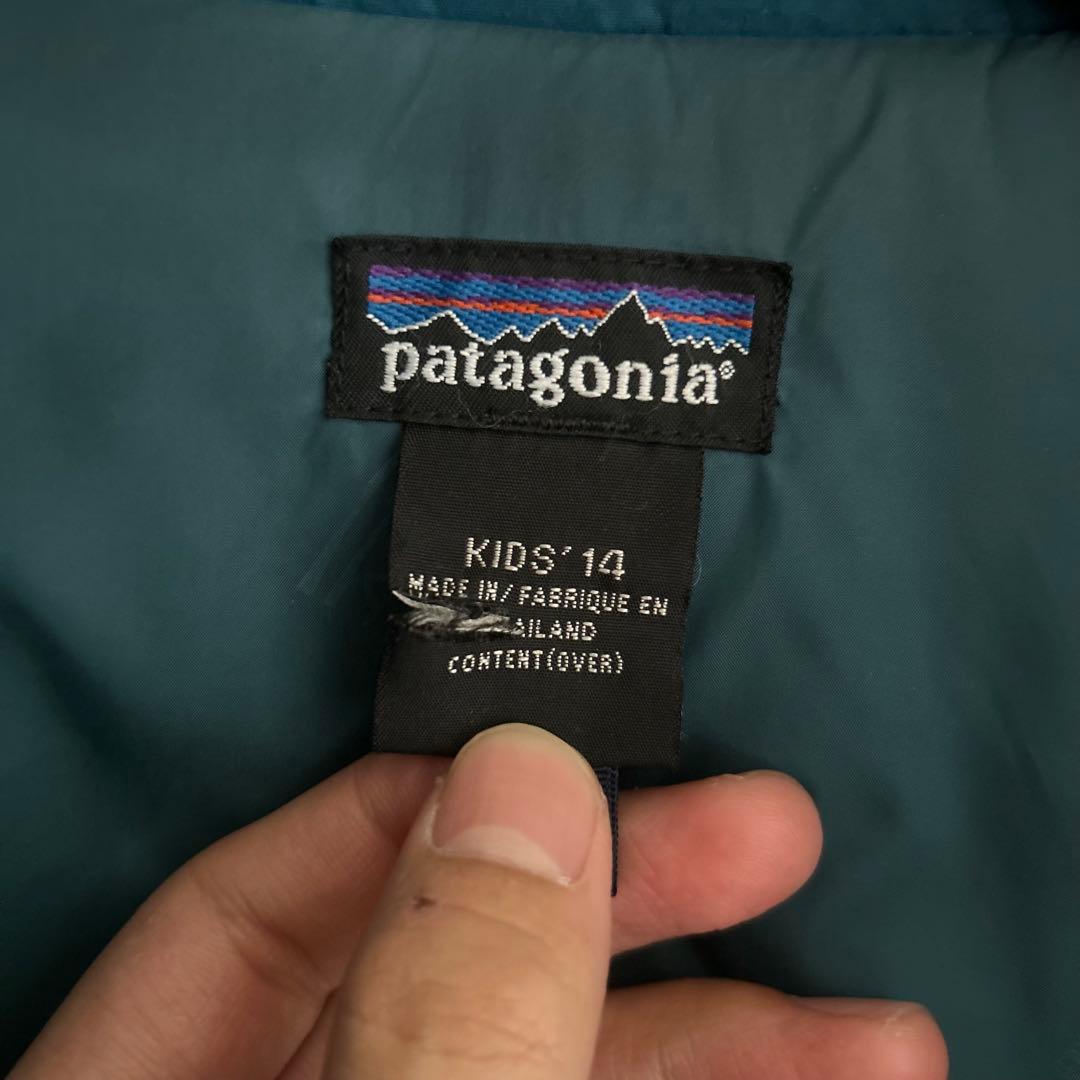 patagonia®
KIDS' 14
MADE IN/ FABRIQUE EN
AILAND
CONTENT(OVER)